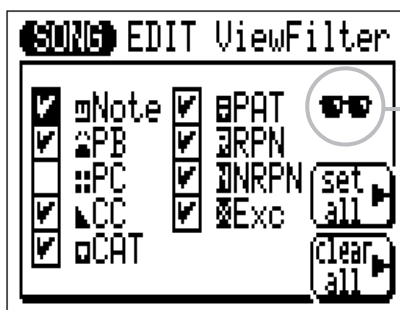 SONG EDIT ViewFilter
Note PAT
PB RPN
PC NRPN set all
CC Exc
CAT clear all